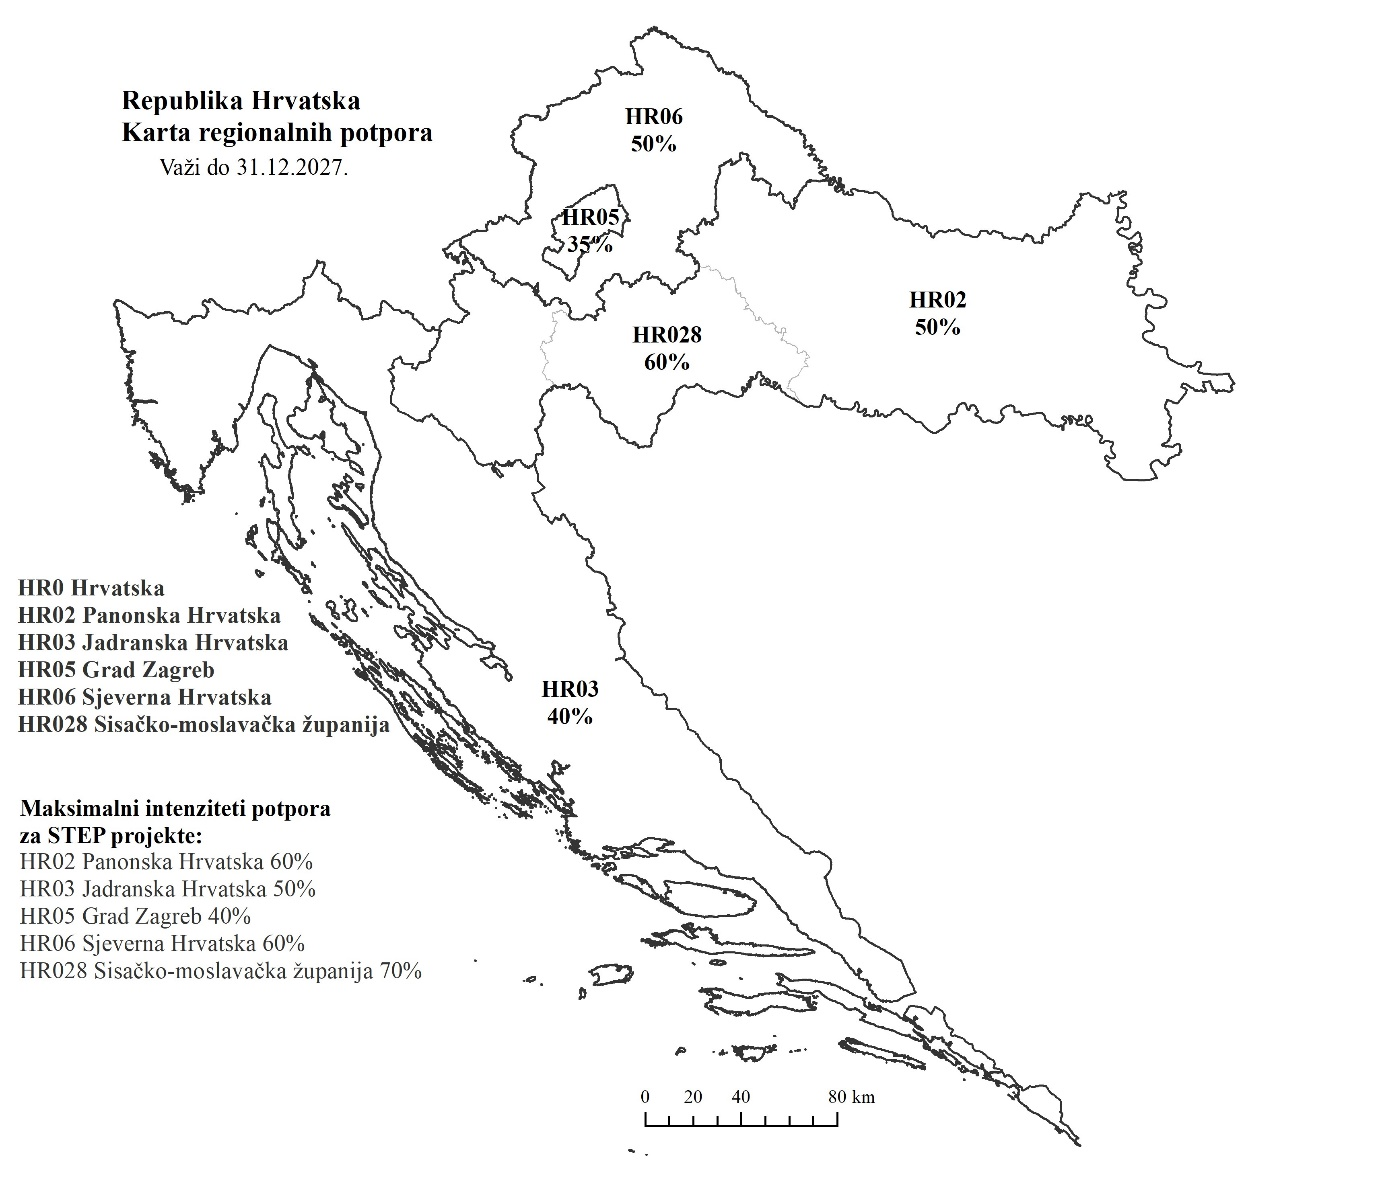 Republika Hrvatska
Karta regionalnih potpora
Važi do 31.12.2027.
HR06
50%
HR05
35%
HR02
50%
HR028
60%
HR0 Hrvatska
HR02 Panonska Hrvatska
HR03 Jadranska Hrvatska
HR05 Grad Zagreb
HR06 Sjeverna Hrvatska
HR028 Sisačko-moslavačka županija
HR03
40%
Maksimalni intenziteti potpora
za STEP projekte:
HR02 Panonska Hrvatska 60%
HR03 Jadranska Hrvatska 50%
HR05 Grad Zagreb 40%
HR06 Sjeverna Hrvatska 60%
HR028 Sisačko-moslavačka županija 70%
0 20 40 80 km